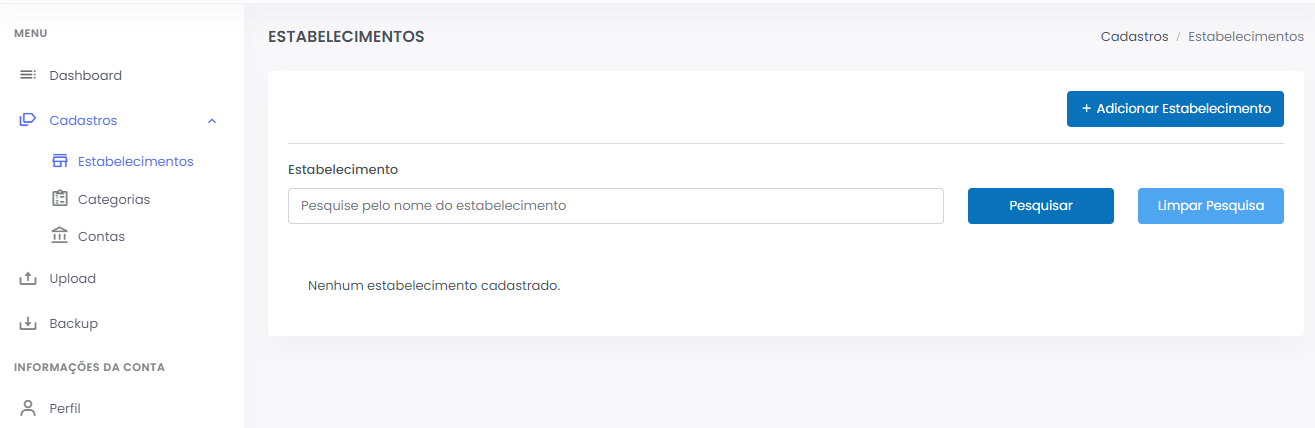 MENU
Dashboard
Cadastros
Estabelecimentos
Categorias
Contas
Upload
Backup
INFORMAÇÕES DA CONTA
Perfil
ESTABELECIMENTOS
Cadastros / Estabelecimentos
+ Adicionar Estabelecimento
Estabelecimento
Pesquise pelo nome do estabelecimento
Pesquisar
Limpar Pesquisa
Nenhum estabelecimento cadastrado.